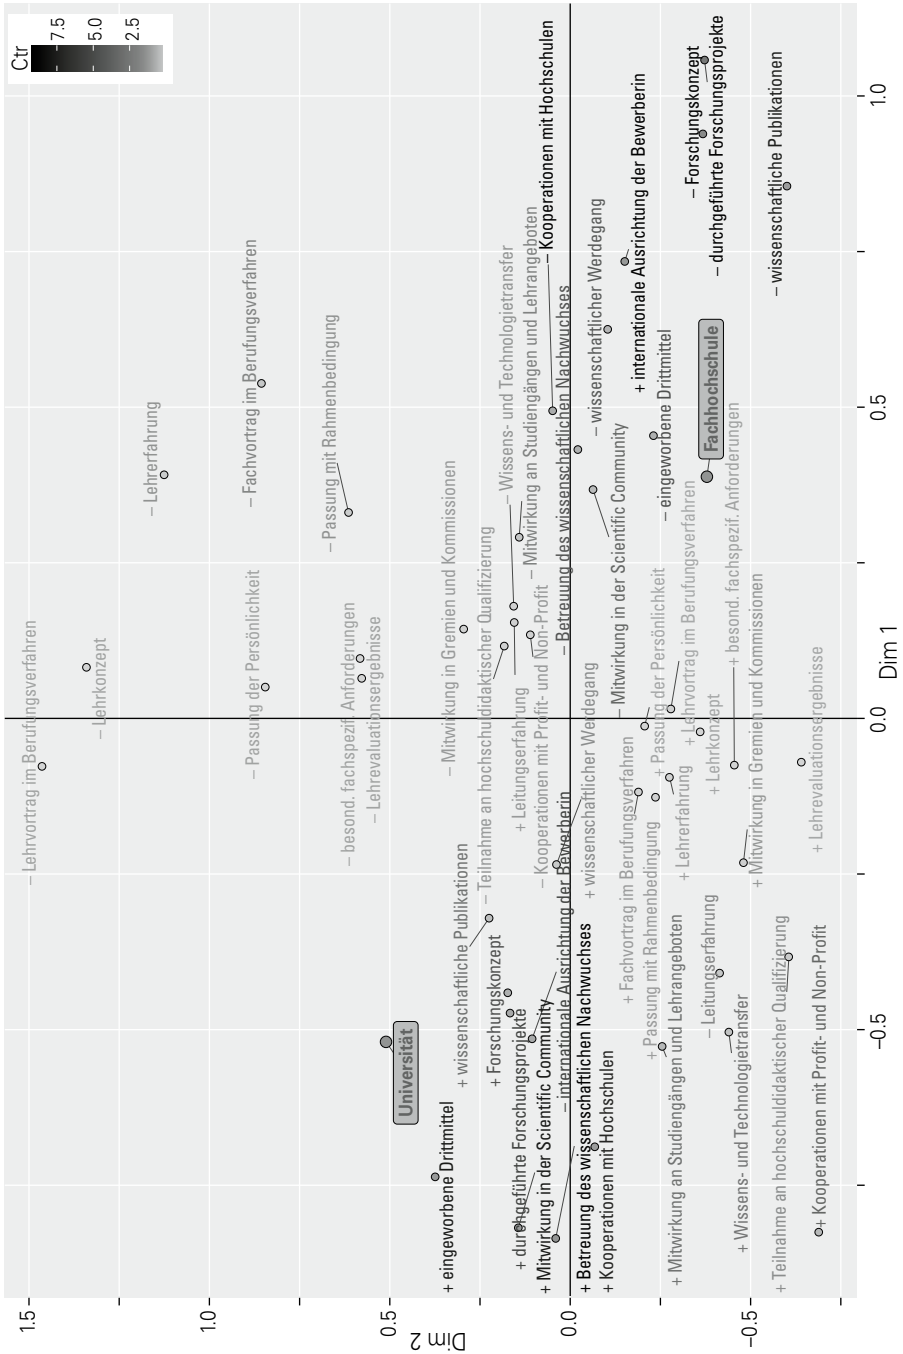 Ctr
7.5
5.0
2.5
– Lehrvortrag im Berufungsverfahren
– Lehrkonzept
– Lehrerfahrung
– Fachvortrag im Berufungsverfahren
– Passung der Persönlichkeit
– Passung mit Rahmenbedingung
– besond. fachspezif. Anforderungen
– Lehrevaluationsergebnisse
– Mitwirkung in Gremien und Kommissionen
– Teilnahme an hochschuldidaktischer Qualifizierung
– Wissens- und Technologietransfer
+ Leitungserfahrung
– Mitwirkung an Studiengängen und Lehrangeboten
– Kooperationen mit Profit- und Non-Profit
– Kooperationen mit Hochschulen
– Betreuung des wissenschaftlichen Nachwuchses
– wissenschaftlicher Werdegang
– Mitwirkung in der Scientific Community
+ internationale Ausrichtung der Bewerberin
– eingeworbene Drittmittel
Fachhochschule
– Forschungskonzept
– durchgeführte Forschungsprojekte
– wissenschaftliche Publikationen
Universität
+ eingeworbene Drittmittel
+ wissenschaftliche Publikationen
+ Forschungskonzept
+ durchgeführte Forschungsprojekte
+ Mitwirkung in der Scientific Community
– internationale Ausrichtung der Bewerberin
+ Betreuung des wissenschaftlichen Nachwuchses
+ Kooperationen mit Hochschulen
+ wissenschaftlicher Werdegang
+ Fachvortrag im Berufungsverfahren
+ Passung mit Rahmenbedingung
+ Passung der Persönlichkeit
+ Lehrerfahrung
+ Lehrvortrag im Berufungsverfahren
+ Lehrkonzept
+ besond. fachspezif. Anforderungen
+ Mitwirkung in Gremien und Kommissionen
+ Lehrevaluationsergebnisse
+ Mitwirkung an Studiengängen und Lehrangeboten
– Leitungserfahrung
+ Wissens- und Technologietransfer
+ Teilnahme an hochschuldidaktischer Qualifizierung
+ Kooperationen mit Profit- und Non-Profit
1.5
1.0
0.5
0.0
–0.5
Dim 2
–0.5
0.0
0.5
1.0
Dim 1